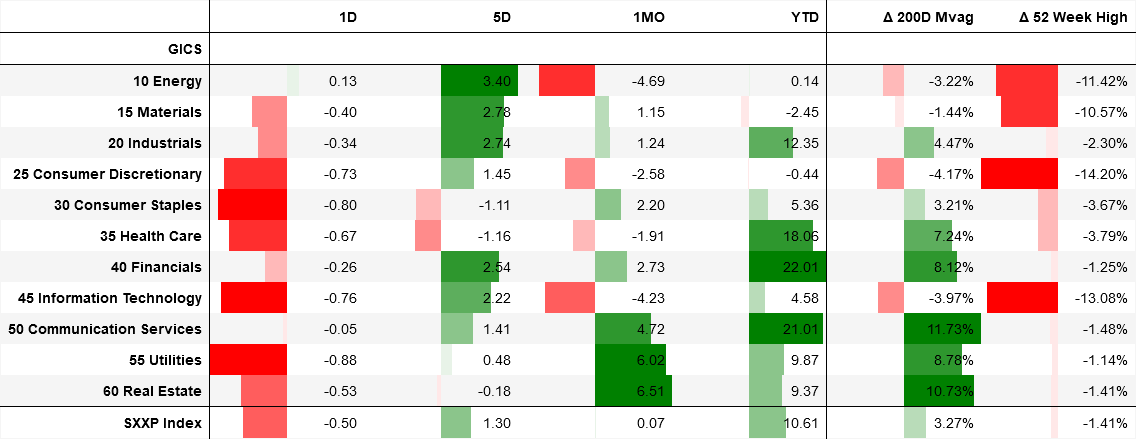 1D 5D 1MO YTD Δ 200D Mvag Δ 52 Week High
GICS
10 Energy 0.13 3.40 -4.69 0.14 -3.22% -11.42%
15 Materials -0.40 2.78 1.15 -2.45 -1.44% -10.57%
20 Industrials -0.34 2.74 1.24 12.35 4.47% -2.30%
25 Consumer Discretionary -0.73 1.45 -2.58 -0.44 -4.17% -14.20%
30 Consumer Staples -0.80 -1.11 2.20 5.36 3.21% -3.67%
35 Health Care -0.67 -1.16 -1.91 18.06 7.24% -3.79%
40 Financials -0.26 2.54 2.73 22.01 8.12% -1.25%
45 Information Technology -0.76 2.22 -4.23 4.58 -3.97% -13.08%
50 Communication Services -0.05 1.41 4.72 21.01 11.73% -1.48%
55 Utilities -0.88 0.48 6.02 9.87 8.78% -1.14%
60 Real Estate -0.53 -0.18 6.51 9.37 10.73% -1.41%
SXXP Index -0.50 1.30 0.07 10.61 3.27% -1.41%